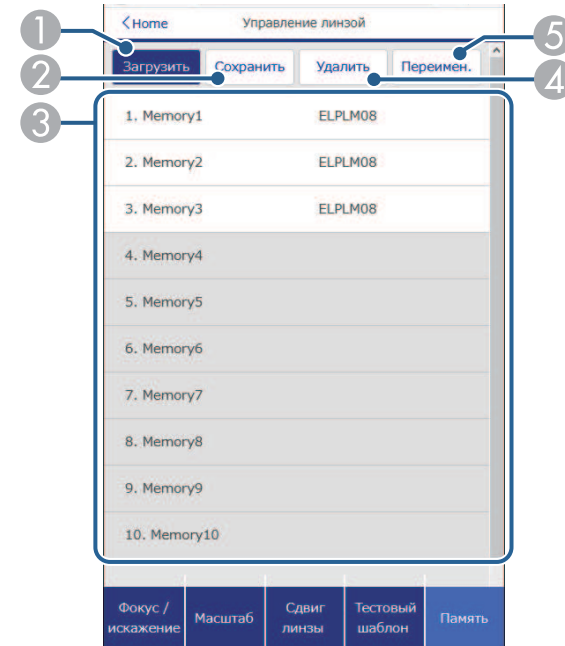 <Home Управление линзой
1 Загрузить Сохранить Удалить Переимен. 5
2 4
3
1. Memory1 ELPLM08
2. Memory2 ELPLM08
3. Memory3 ELPLM08
4. Memory4
5. Memory5
6. Memory6
7. Memory7
8. Memory8
9. Memory9
10. Memory10
Фокус / искажение Масштаб Сдвиг линзы Тестовый шаблон Память